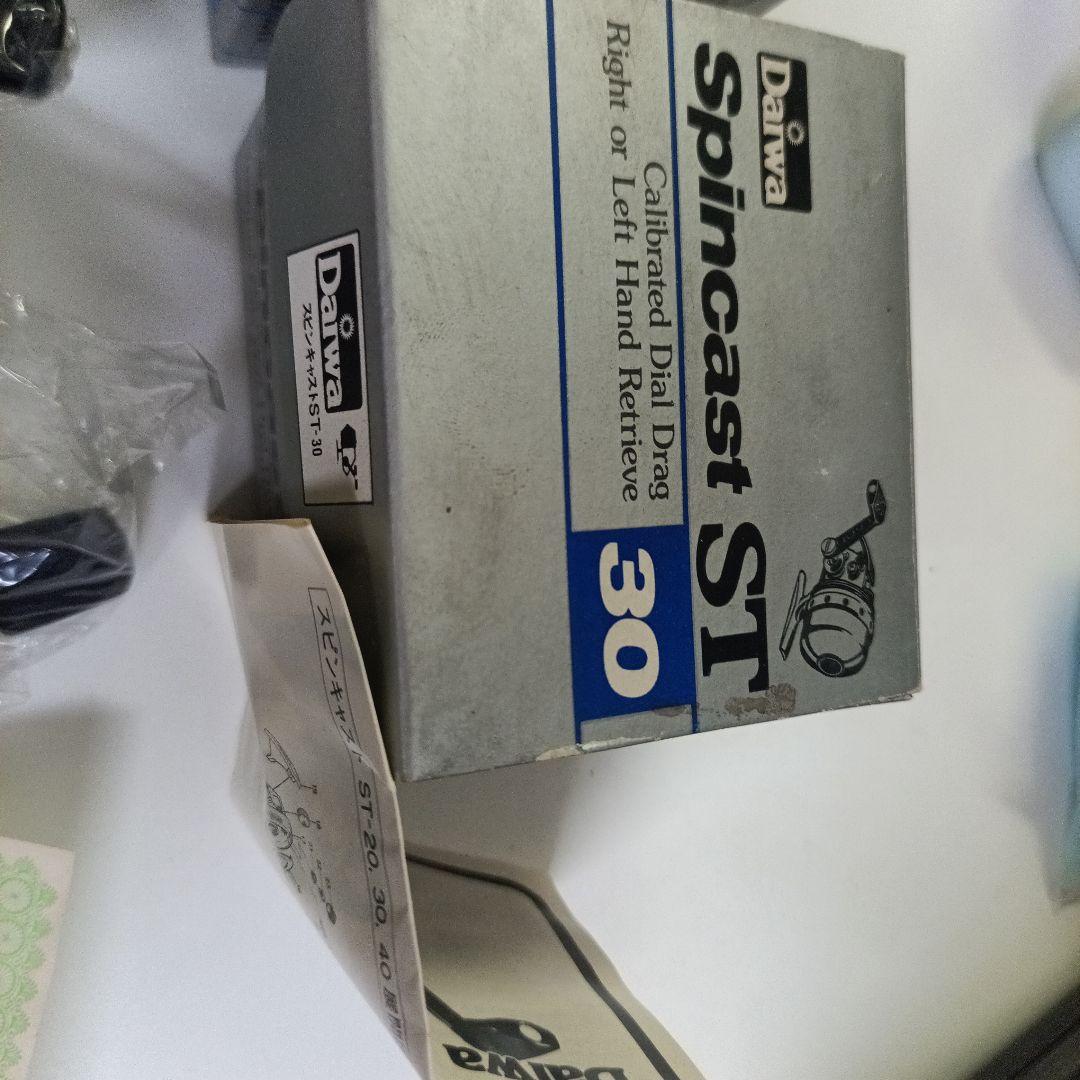 Daiwa
Spincast ST
Calibrated Dial Drag
Right or Left Hand Retrieve
30
Daiwa
スピンキャストST-30
スピンキャスト ST-20, 30, 40
Daiwa